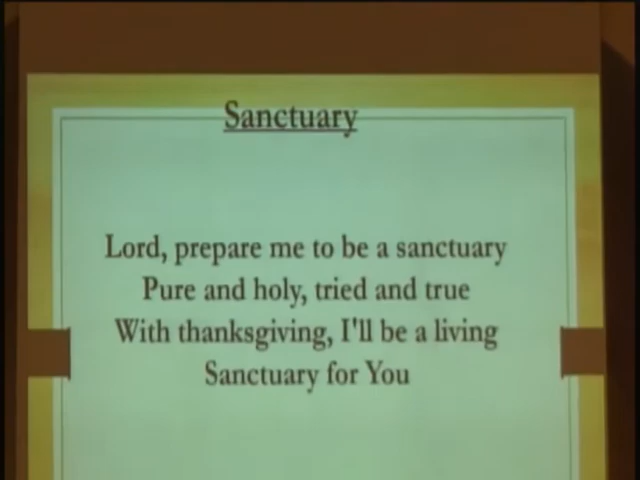 Sanctuary
Lord, prepare me to be a sanctuary
Pure and holy, tried and true
With thanksgiving, I'll be a living
Sanctuary for You